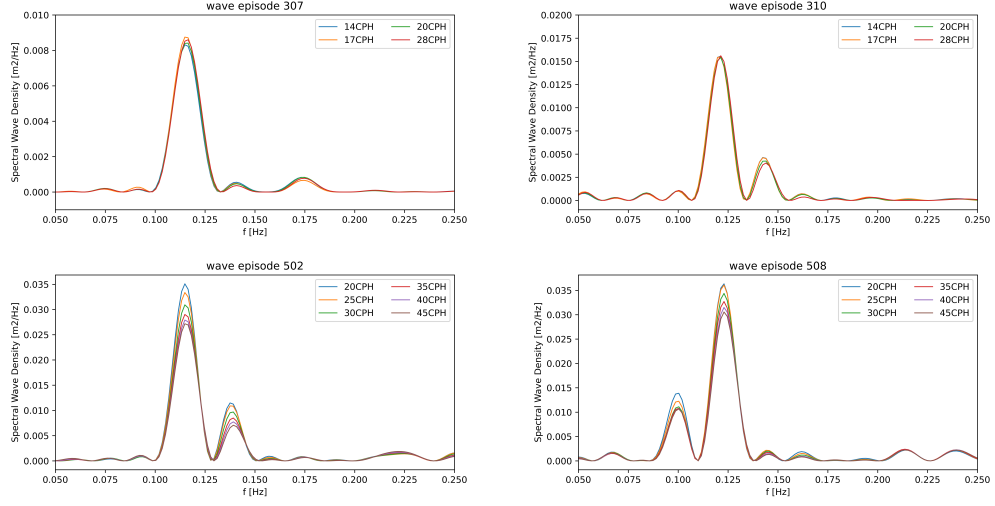 wave episode 307
0.010
0.008
0.006
0.004
0.002
0.000
Spectral Wave Density [m2/Hz]
14CPH 20CPH
17CPH 28CPH
0.050 0.075 0.100 0.125 0.150 0.175 0.200 0.225 0.250
f [Hz]
wave episode 310
0.0200
0.0175
0.0150
0.0125
0.0100
0.0075
0.0050
0.0025
0.0000
Spectral Wave Density [m2/Hz]
14CPH 20CPH
17CPH 28CPH
0.050 0.075 0.100 0.125 0.150 0.175 0.200 0.225 0.250
f [Hz]
wave episode 502
0.035
0.030
0.025
0.020
0.015
0.010
0.005
0.000
Spectral Wave Density [m2/Hz]
20CPH 35CPH
25CPH 40CPH
30CPH 45CPH
0.050 0.075 0.100 0.125 0.150 0.175 0.200 0.225 0.250
f [Hz]
wave episode 508
0.035
0.030
0.025
0.020
0.015
0.010
0.005
0.000
Spectral Wave Density [m2/Hz]
20CPH 35CPH
25CPH 40CPH
30CPH 45CPH
0.050 0.075 0.100 0.125 0.150 0.175 0.200 0.225 0.250
f [Hz]